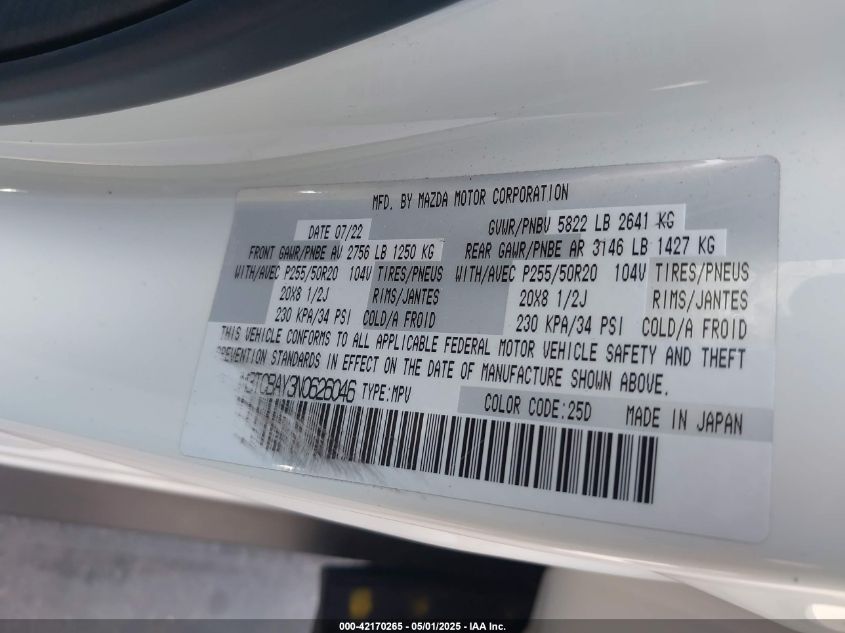 MFD. BY MAZDA MOTOR CORPORATION
DATE 07/22 GVWR/PNBV 5822 LB 2641 KG
FRONT GAWR/PNBE AV 2756 LB 1250 KG REAR GAWR/PNBE AR 3146 LB 1427 KG
WITH/AVEC P255/50R20 104V TIRES/PNEUS WITH/AVEC P255/50R20 104V TIRES/PNEUS
20X8 1/2J RIMS/JANTES 20X8 1/2J RIMS/JANTES
230 KPA/34 PSI COLD/A FROID 230 KPA/34 PSI COLD/A FROID
THIS VEHICLE CONFORMS TO ALL APPLICABLE FEDERAL MOTOR VEHICLE SAFETY AND THEFT
PREVENTION STANDARDS IN EFFECT ON THE DATE OF MANUFACTURE SHOWN ABOVE.
TYPE:MPV COLOR CODE:25D MADE IN JAPAN
000-42170265 - 05/01/2025 - IAA Inc.